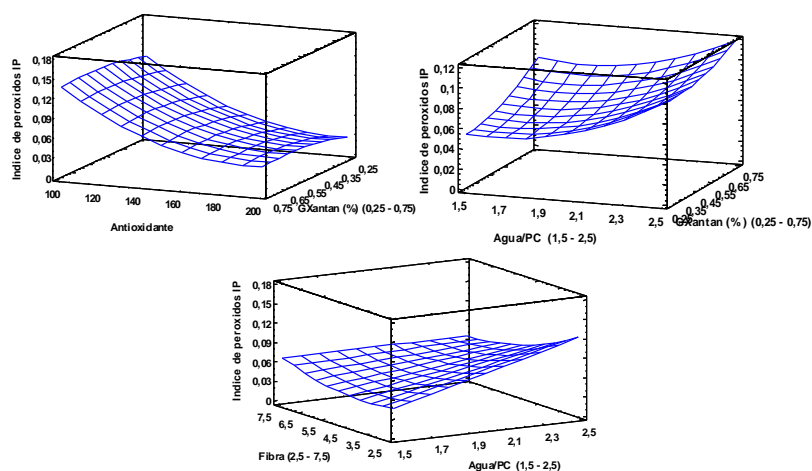 Indice de peroxidos IP
0,18
0,15
0,12
0,09
0,06
0,03
0
100 120 140 160 180 200
Antioxidante
0,75 0,65 0,55 0,45 0,35 0,25
GXantan (%) (0,25 - 0,75)
Indice de peroxidos IP
0,12
0,1
0,08
0,06
0,04
0,02
0
1,5 1,7 1,9 2,1 2,3 2,5
Agua/PC (1,5 - 2,5)
0,25 0,35 0,45 0,55 0,65 0,75
GXantan (%) (0,25 - 0,75)
Indice de peroxidos IP
0,18
0,15
0,12
0,09
0,06
0,03
0
7,5 6,5 5,5 4,5 3,5 2,5
Fibra (2,5 - 7,5)
1,5 1,7 1,9 2,1 2,3 2,5
Agua/PC (1,5 - 2,5)